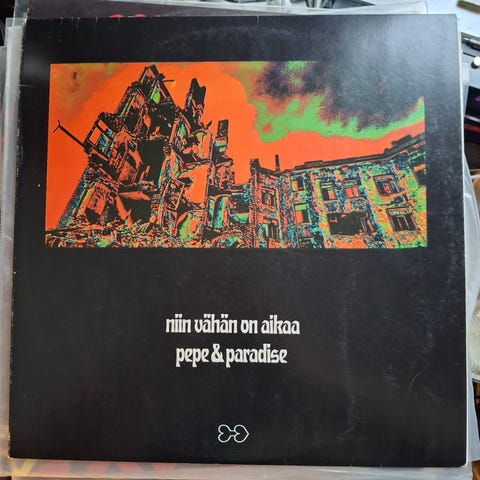 niin vähän on aikaa
pepe & paradise